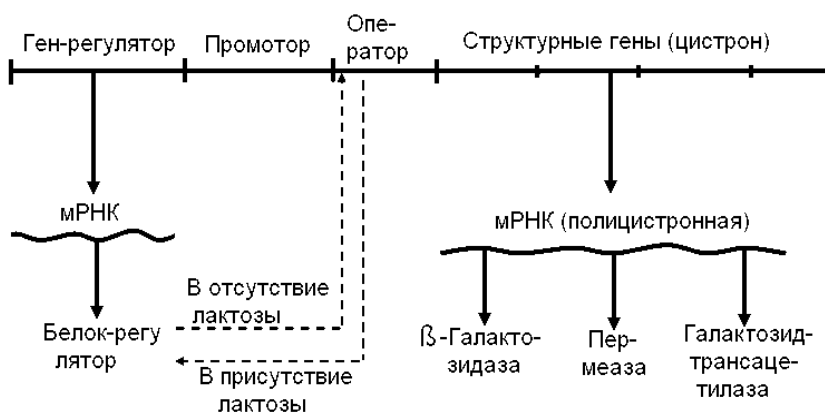 Ген-регулятор
Промотор
Опе-
ратор
Структурные гены (цистрон)
мРНК
мРНК (полицистронная)
В отсутствие
лактозы
Белок-регу
лятор
В присутствие
лактозы
ß-Галакто-
зидаза
Пер-
меаза
Галактозид-
трансаце-
тилаза